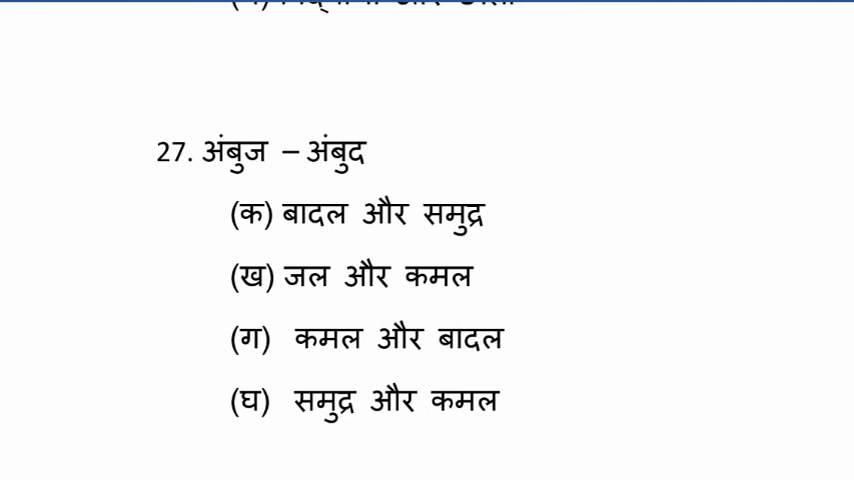 27. अंबुज – अंबुद
(क) बादल और समुद्र
(ख) जल और कमल
(ग) कमल और बादल
(घ) समुद्र और कमल